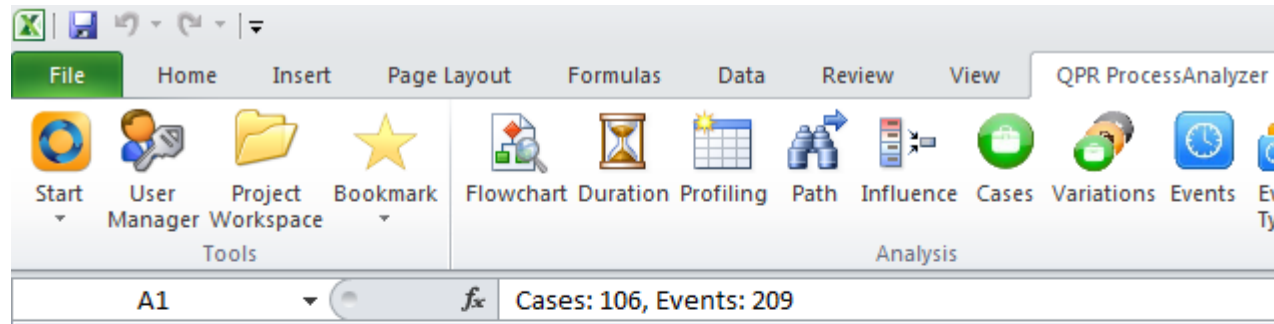 File Home Insert Page Layout Formulas Data Review View QPR ProcessAnalyzer
Start User Manager Project Workspace Bookmark Flowchart Duration Profiling Path Influence Cases Variations Events
Tools Analysis
A1 fx Cases: 106, Events: 209